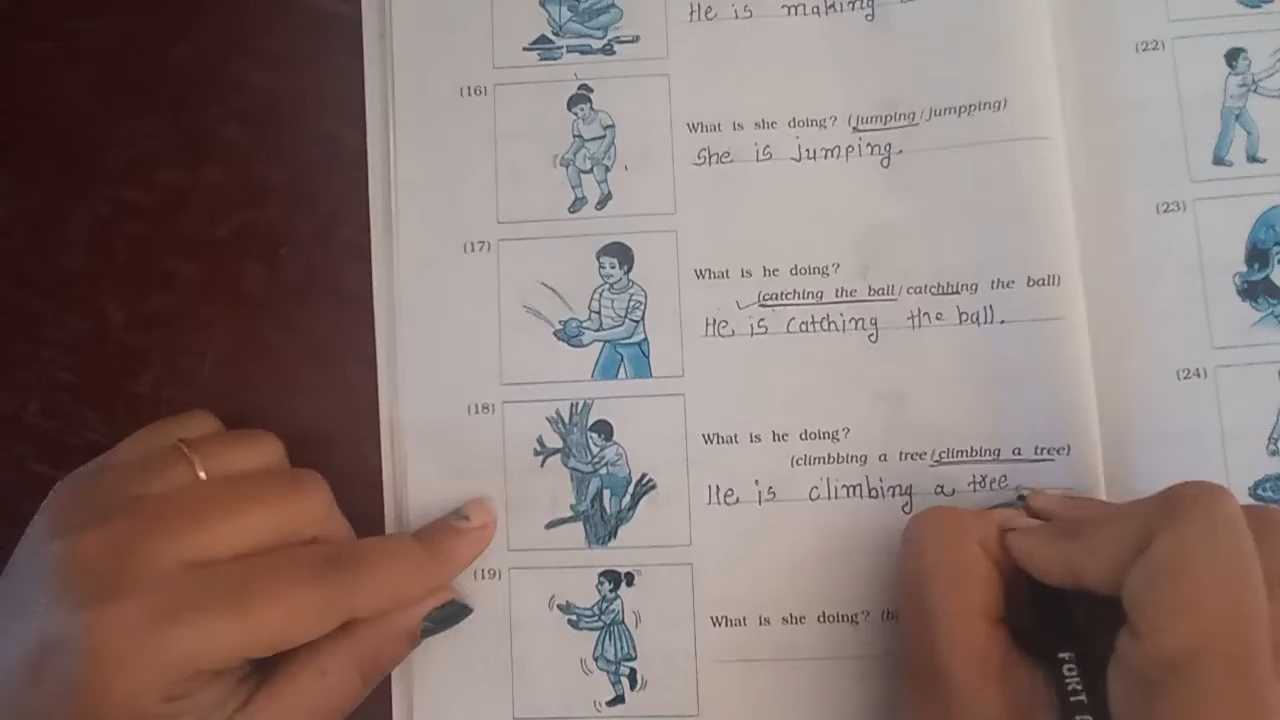 He is making
(16)
What is she doing? (jumping/jumpping)
She is jumping.
(17)
What is he doing?
(catching the ball/catchhing the ball)
He is catching the ball.
(18)
What is he doing?
(climbbing a tree/climbing a tree)
He is climbing a tree.
(19)
What is she doing?
(22)
(23)
(24)
FORT